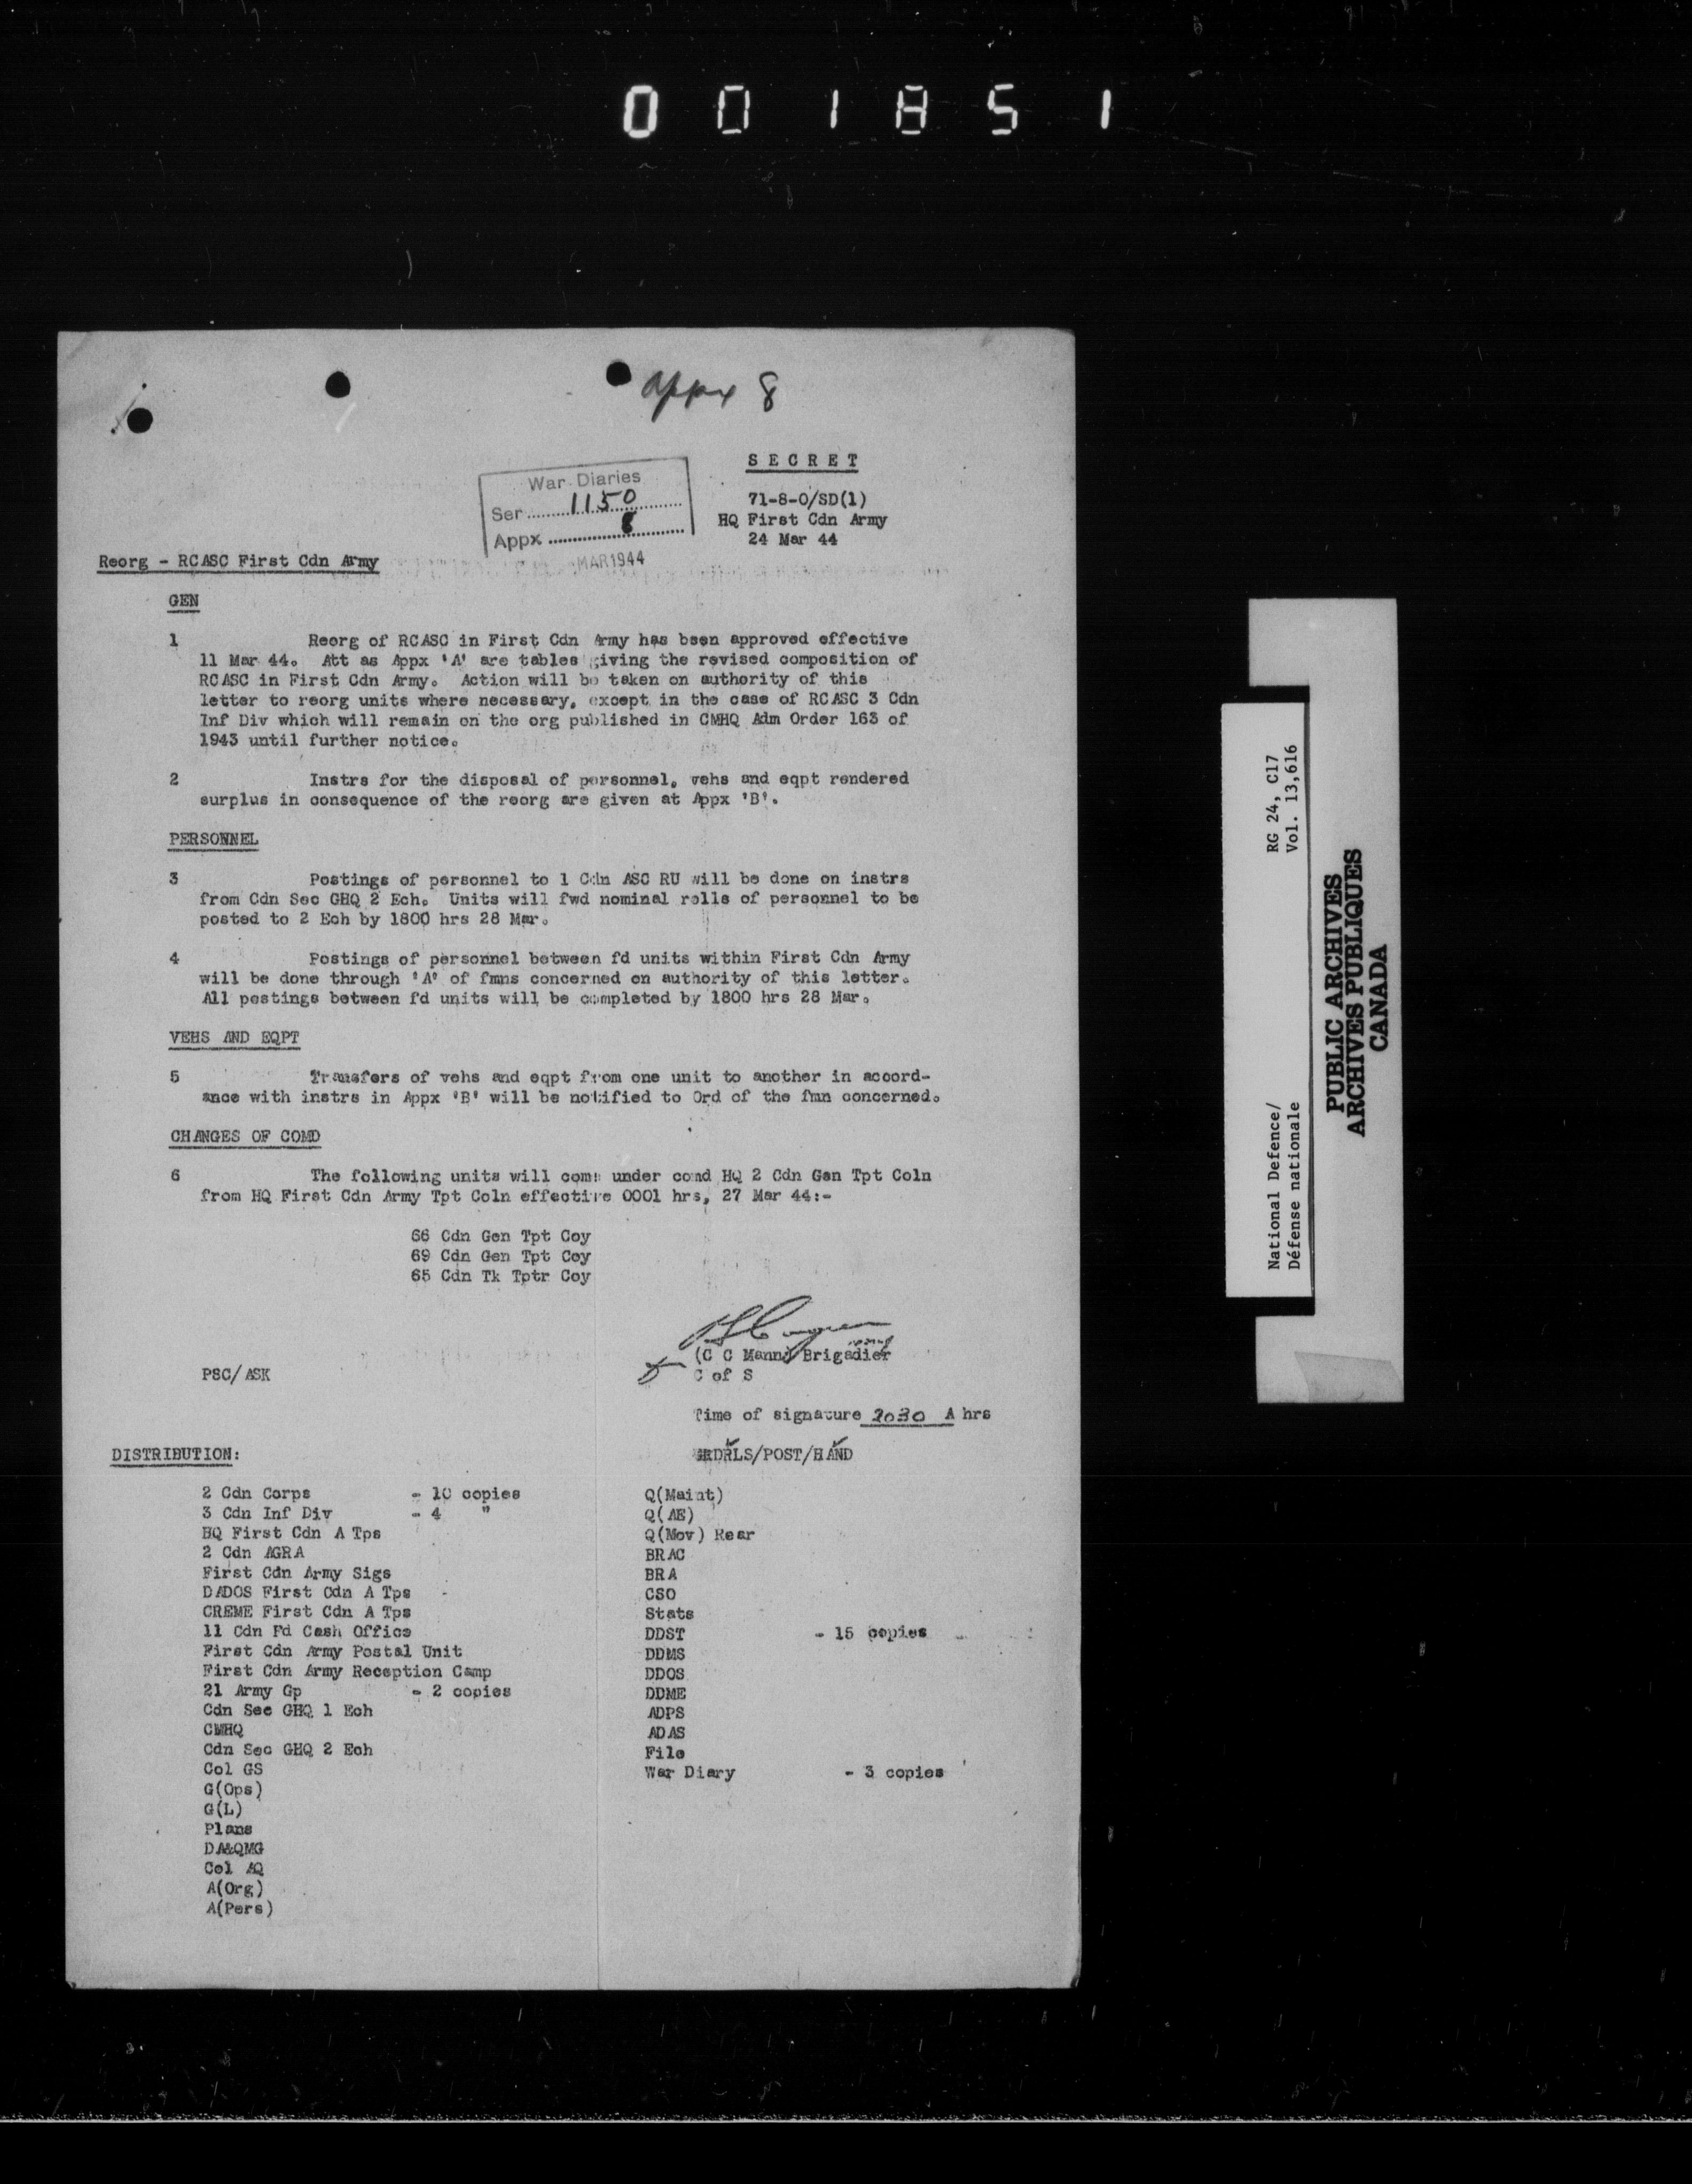 001851
Appx 8
SECRET
War Diaries
Ser 1150
Appx 8
MAR 1944
71-8-0/SD(1)
HQ First Cdn Army
24 Mar 44
Reorg - RCASC First Cdn Army
GEN
1 Reorg of RCASC in First Cdn Army has been approved effective
11 Mar 44. Att as Appx 'A' are tables giving the revised composition of
RCASC in First Cdn Army. Action will be taken on authority of this
letter to reorg units where necessary, except in the case of RCASC 3 Cdn
Inf Div which will remain on the org published in CMHQ Adm Order 163 of
1943 until further notice.
2 Instrs for the disposal of personnel, vehs and eqpt rendered
surplus in consequence of the reorg are given at Appx 'B'.
PERSONNEL
3 Postings of personnel to 1 Cdn ASC RU will be done on instrs
from Cdn Sec GHQ 2 Ech. Units will fwd nominal rolls of personnel to be
posted to 2 Ech by 1800 hrs 28 Mar.
4 Postings of personnel between fd units within First Cdn Army
will be done through 'A' of fmns concerned on authority of this letter.
All postings between fd units will be completed by 1800 hrs 28 Mar.
VEHS AND EQPT
5 Transfers of vehs and eqpt from one unit to another in accord-
ance with instrs in Appx 'B' will be notified to Ord of the fmn concerned.
CHANGES OF COMD
6 The following units will come under comd HQ 2 Cdn Gen Tpt Coln
from HQ First Cdn Army Tpt Coln effective 0001 hrs, 27 Mar 44:-
66 Cdn Gen Tpt Coy
69 Cdn Gen Tpt Coy
65 Cdn Tk Tptr Coy
(C C Mann) Brigadier
PSC/ASK
C of S
Time of signature 2030 A hrs
DISTRIBUTION:
DRLS/POST/HAND
2 Cdn Corps - 10 copies
3 Cdn Inf Div - 4 "
HQ First Cdn A Tps
2 Cdn AGRA
First Cdn Army Sigs
DADOS First Cdn A Tps
CREME First Cdn A Tps
11 Cdn Fd Cash Office
First Cdn Army Postal Unit
First Cdn Army Reception Camp
21 Army Gp - 2 copies
Cdn Sec GHQ 1 Ech
CMHQ
Cdn Sec GHQ 2 Ech
Col GS
G(Ops)
G(L)
Plans
DA&QMG
Col AQ
A(Org)
A(Pers)
Q(Maint)
Q(AE)
Q(Mov) Rear
BRAC
BRA
CSO
Stats
DDST - 15 copies
DDMS
DDOS
DDME
ADPS
ADAS
File
War Diary - 3 copies
National Defence/
Défense nationale
RG 24, C17
Vol. 13,616
PUBLIC ARCHIVES
ARCHIVES PUBLIQUES
CANADA